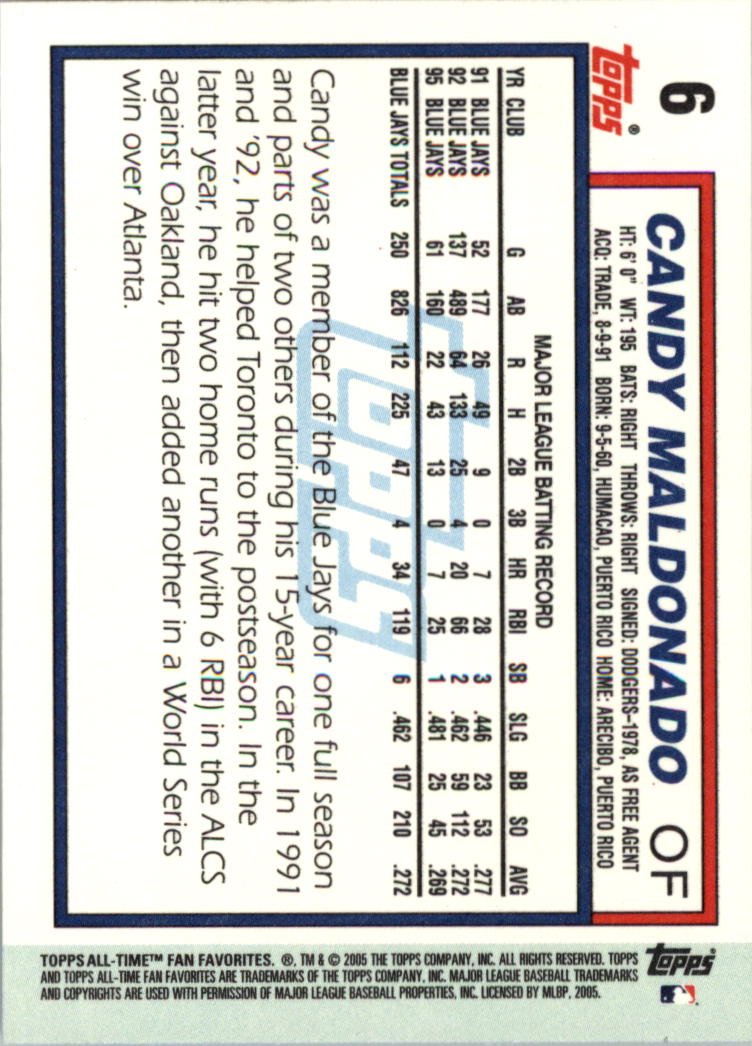 6
Topps®
CANDY MALDONADO OF
HT: 6' 0" WT: 195 BATS: RIGHT THROWS: RIGHT SIGNED: DODGERS–1978, AS FREE AGENT
ACQ: TRADE, 8-9-91 BORN: 9-5-60, HUMACAO, PUERTO RICO HOME: ARECIBO, PUERTO RICO
MAJOR LEAGUE BATTING RECORD
YR CLUB G AB R H 2B 3B HR RBI SB SLG BB SO AVG
91 BLUE JAYS 52 177 26 49 9 0 7 28 3 .446 23 53 .277
92 BLUE JAYS 137 489 64 133 25 4 20 66 2 .462 59 112 .272
95 BLUE JAYS 61 160 22 43 13 0 7 25 1 .481 25 45 .269
BLUE JAYS TOTALS 250 826 112 225 47 4 34 119 6 .462 107 210 .272
Topps
Candy was a member of the Blue Jays for one full season
and parts of two others during his 15-year career. In 1991
and '92, he helped Toronto to the postseason. In the
latter year, he hit two home runs (with 6 RBI) in the ALCS
against Oakland, then added another in a World Series
win over Atlanta.
TOPPS ALL-TIME™ FAN FAVORITES. ®, TM & © 2005 THE TOPPS COMPANY, INC. ALL RIGHTS RESERVED. TOPPS
AND TOPPS ALL-TIME FAN FAVORITES ARE TRADEMARKS OF THE TOPPS COMPANY, INC. MAJOR LEAGUE BASEBALL TRADEMARKS
AND COPYRIGHTS ARE USED WITH PERMISSION OF MAJOR LEAGUE BASEBALL PROPERTIES, INC. LICENSED BY MLBP, 2005.
Topps®